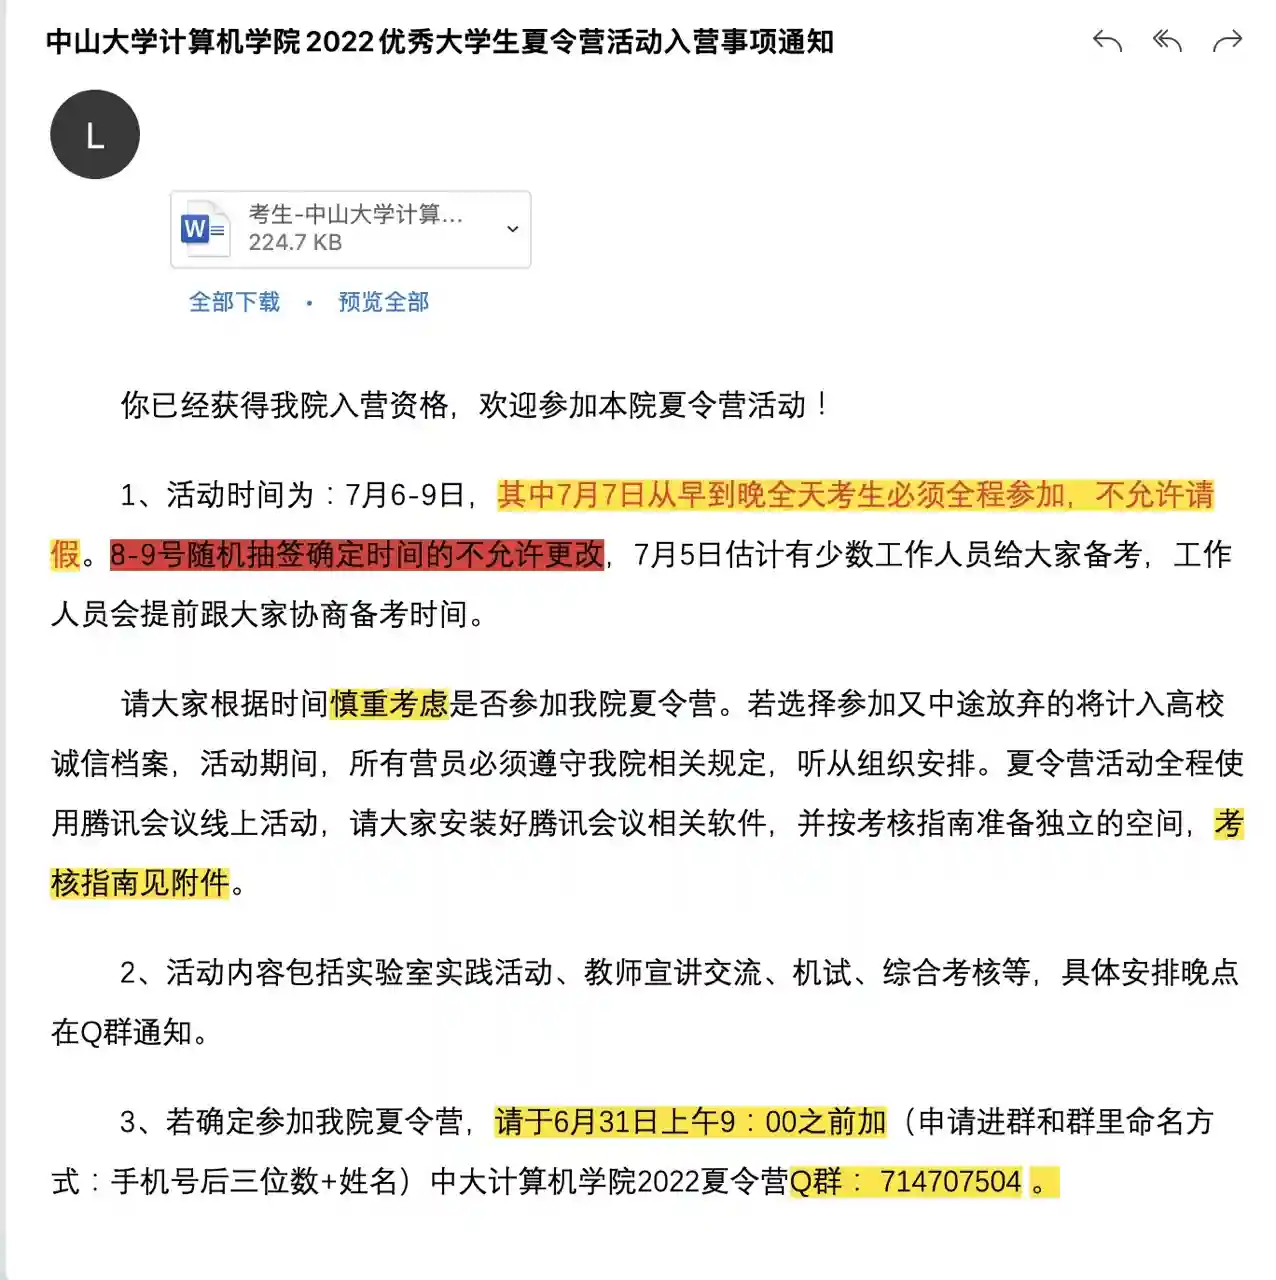 中山大学计算机学院2022优秀大学生夏令营活动入营事项通知
L
W
考生-中山大学计算...
224.7 KB
全部下载 · 预览全部
你已经获得我院入营资格，欢迎参加本院夏令营活动！
1、活动时间为：7月6-9日，其中7月7日从早到晚全天考生必须全程参加，不允许请
假。8-9号随机抽签确定时间的不允许更改，7月5日估计有少数工作人员给大家备考，工作
人员会提前跟大家协商备考时间。
请大家根据时间慎重考虑是否参加我院夏令营。若选择参加又中途放弃的将计入高校
诚信档案，活动期间，所有营员必须遵守我院相关规定，听从组织安排。夏令营活动全程使
用腾讯会议线上活动，请大家安装好腾讯会议相关软件，并按考核指南准备独立的空间，考
核指南见附件。
2、活动内容包括实验室实践活动、教师宣讲交流、机试、综合考核等，具体安排晚点
在Q群通知。
3、若确定参加我院夏令营，请于6月31日上午9：00之前加（申请进群和群里命名方
式：手机号后三位数+姓名）中大计算机学院2022夏令营Q群： 714707504 。